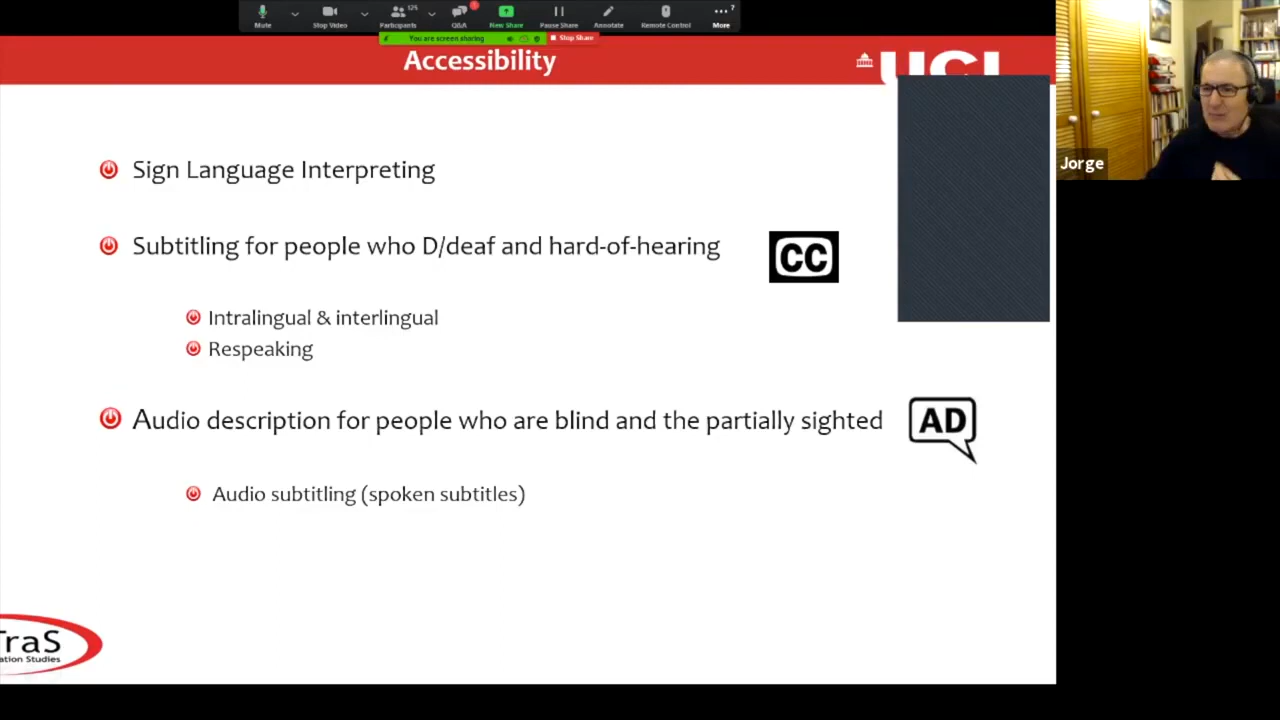 Mute
Stop Video
Participants
125
Q&A
New Share
Pause Share
Annotate
Remote Control
More
You are screen sharing
Stop Share
Accessibility
UCL
Jorge
Sign Language Interpreting
Subtitling for people who D/deaf and hard-of-hearing
CC
Intralingual & interlingual
Respeaking
Audio description for people who are blind and the partially sighted
AD
Audio subtitling (spoken subtitles)
TraS
ation Studies